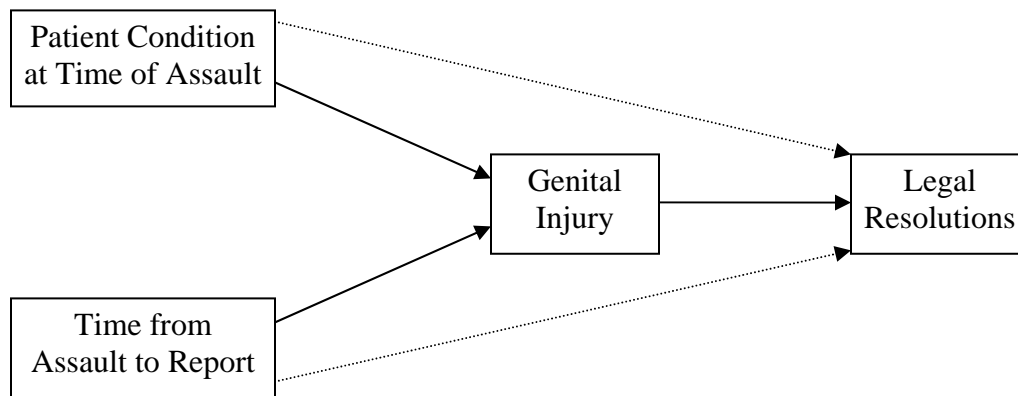 Patient Condition
at Time of Assault
Genital
Injury
Legal
Resolutions
Time from
Assault to Report